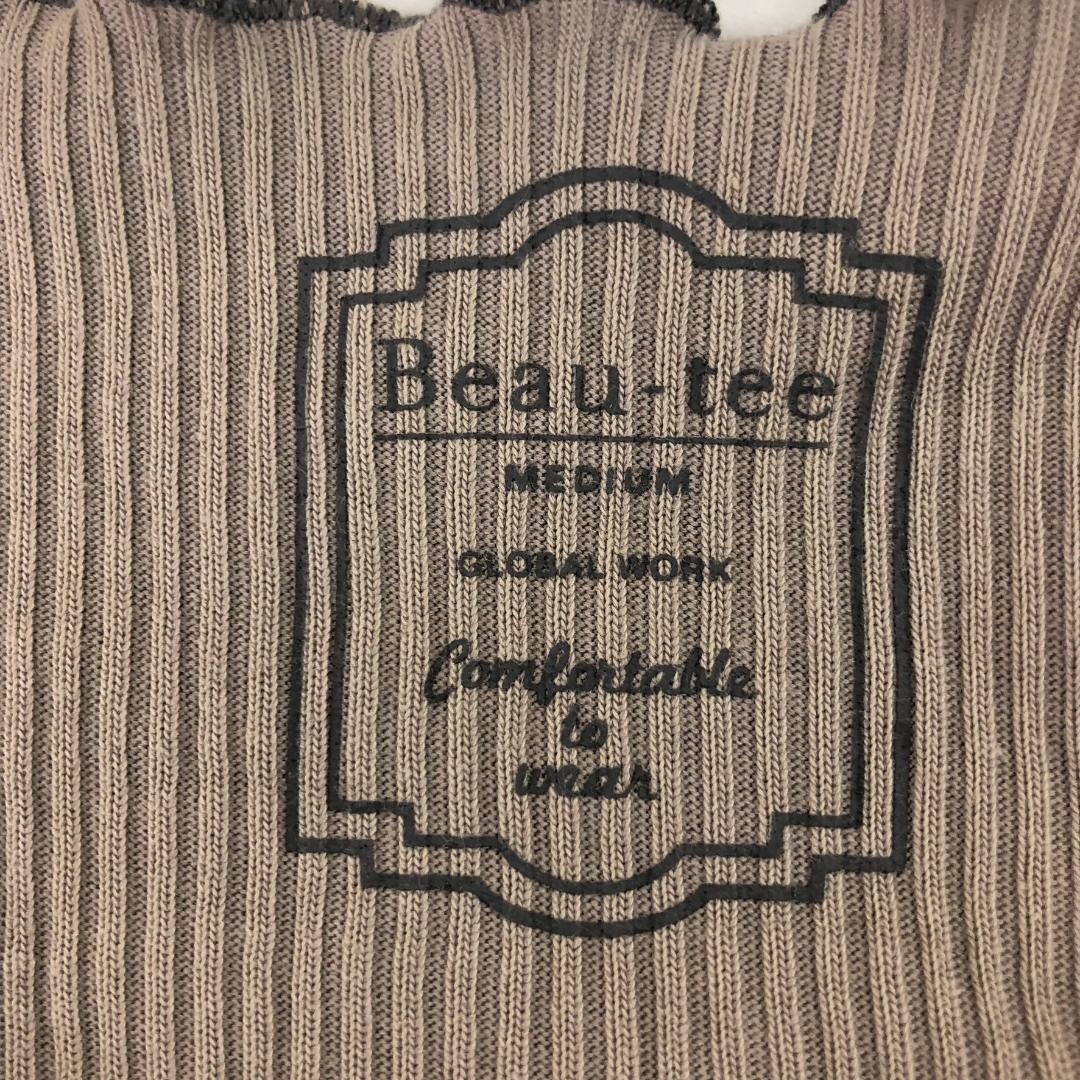 Beau-tee
MEDIUM
GLOBAL WORK
Comfortable
to
wear